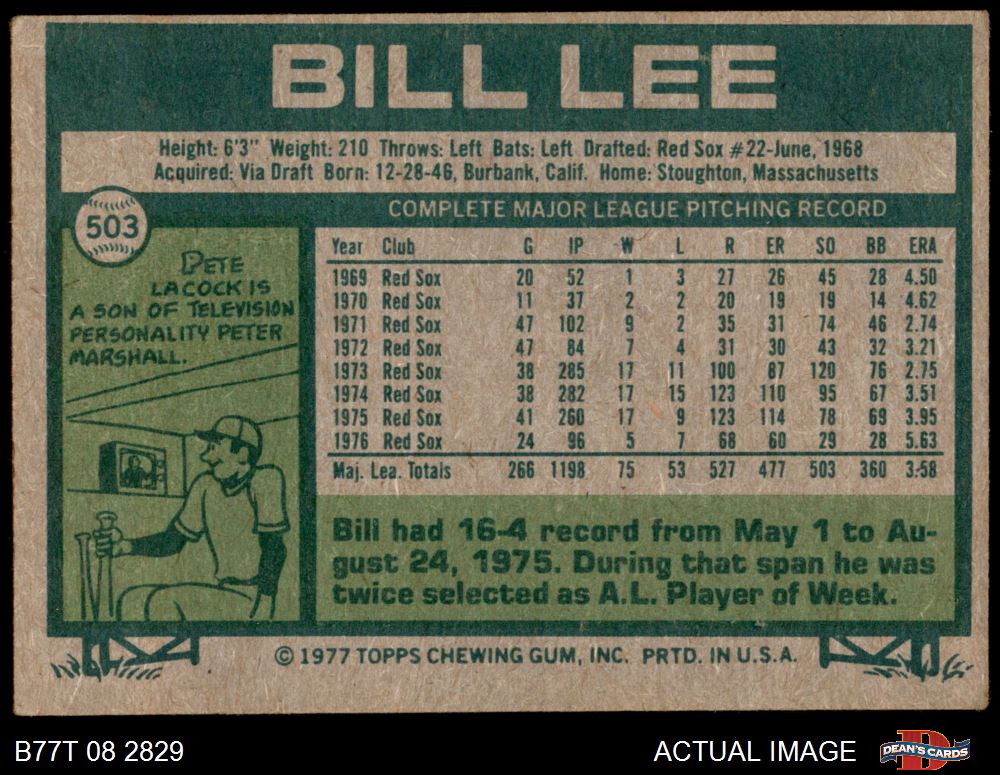 BILL LEE
Height: 6'3" Weight: 210 Throws: Left Bats: Left Drafted: Red Sox #22-June, 1968
Acquired: Via Draft Born: 12-28-46, Burbank, Calif. Home: Stoughton, Massachusetts
503
COMPLETE MAJOR LEAGUE PITCHING RECORD
PETE
LACOCK IS
A SON OF TELEVISION
PERSONALITY PETER
MARSHALL.
Year Club G IP W L R ER SO BB ERA
1969 Red Sox 20 52 1 3 27 26 45 28 4.50
1970 Red Sox 11 37 2 2 20 19 19 14 4.62
1971 Red Sox 47 102 9 2 35 31 74 46 2.74
1972 Red Sox 47 84 7 4 31 30 43 32 3.21
1973 Red Sox 38 285 17 11 100 87 120 76 2.75
1974 Red Sox 38 282 17 15 123 110 95 67 3.51
1975 Red Sox 41 260 17 9 123 114 78 69 3.95
1976 Red Sox 24 96 5 7 68 60 29 28 5.63
Maj. Lea. Totals 266 1198 75 53 527 477 503 360 3.58
Bill had 16-4 record from May 1 to Au-
gust 24, 1975. During that span he was
twice selected as A.L. Player of Week.
© 1977 TOPPS CHEWING GUM, INC. PRTD. IN U.S.A.
B77T 08 2829
ACTUAL IMAGE
D
DEAN'S CARDS